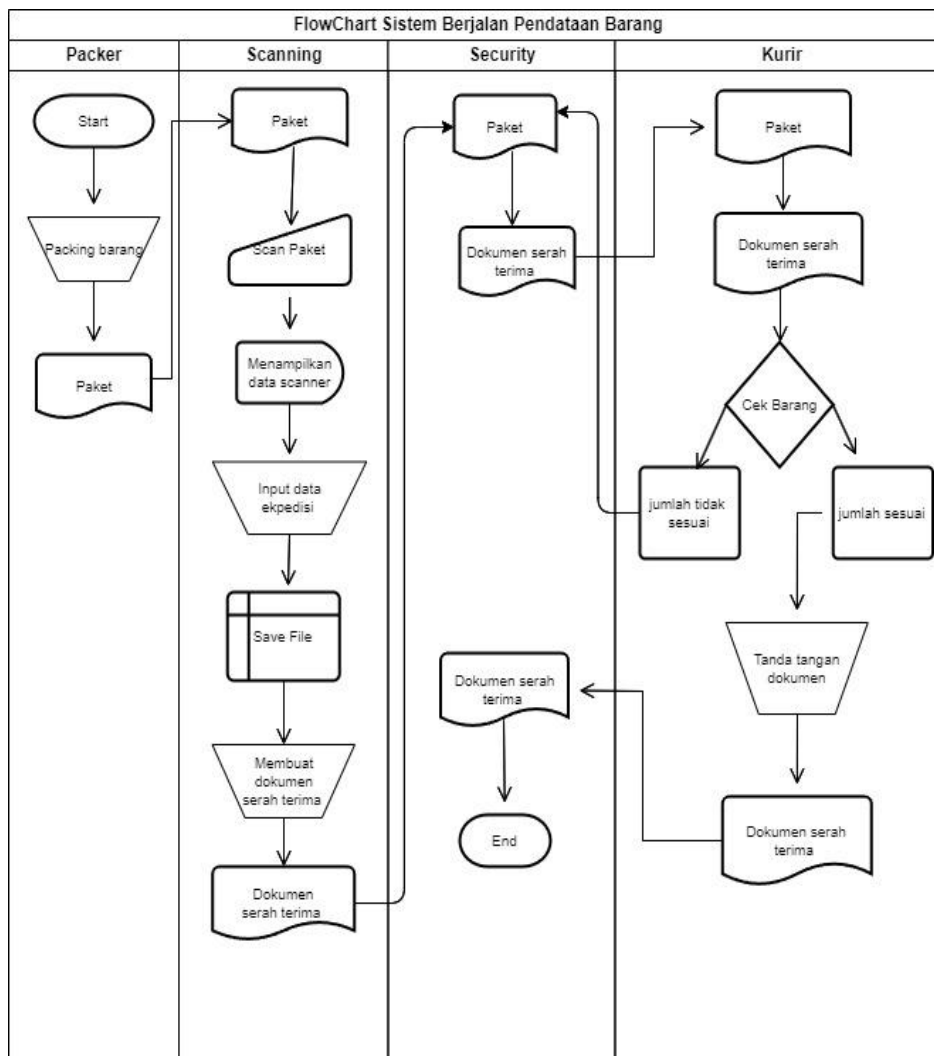 FlowChart Sistem Berjalan Pendataan Barang
Packer
Scanning
Security
Kurir
Start
Packing barang
Paket
Paket
Scan Paket
Menampilkan
data scanner
Input data
ekpedisi
Save File
Membuat
dokumen
serah terima
Dokumen
serah terima
Paket
Dokumen serah
terima
Dokumen serah
terima
End
Paket
Dokumen serah
terima
Cek Barang
jumlah tidak
sesuai
jumlah sesuai
Tanda tangan
dokumen
Dokumen serah
terima